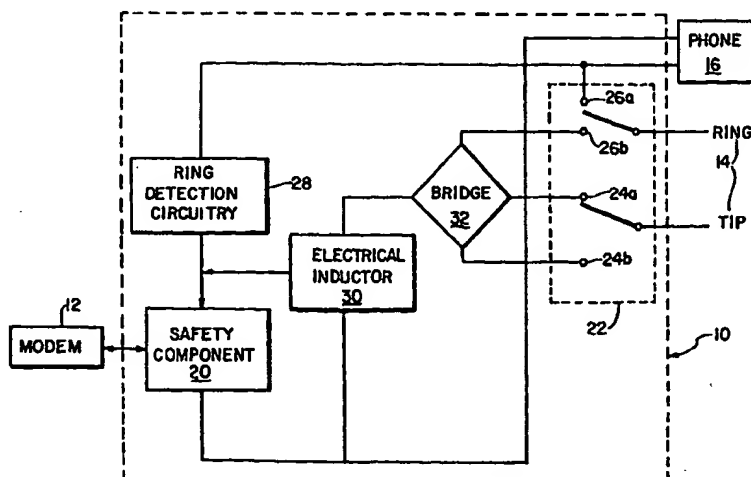 PHONE
16
26a
26b
RING
14
TIP
24a
24b
22
10
BRIDGE
32
RING
DETECTION
CIRCUITRY
28
ELECTRICAL
INDUCTOR
30
12
MODEM
SAFETY
COMPONENT
20